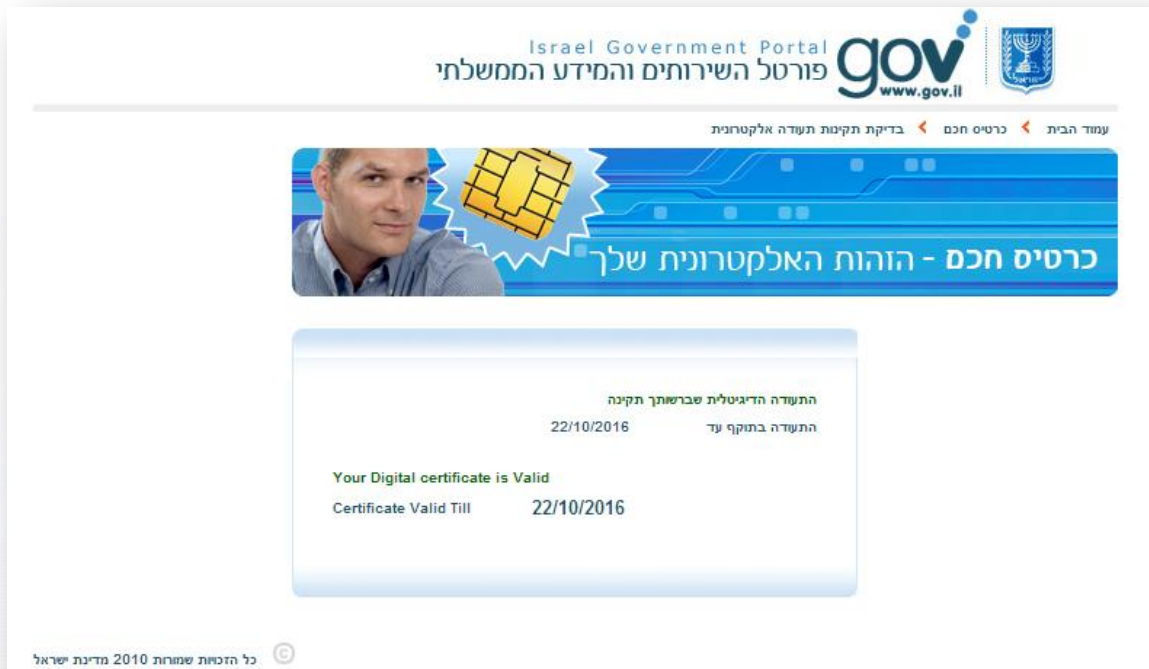 Israel Government Portal
פורטל השירותים והמידע הממשלתי
gov
www.gov.il
ישראל
עמוד הבית > כרטיס חכם > בדיקת תקינות תעודה אלקטרונית
כרטיס חכם - הזהות האלקטרונית שלך
התעודה הדיגיטלית שברשותך תקינה
התעודה בתוקף עד 22/10/2016
Your Digital certificate is Valid
Certificate Valid Till 22/10/2016
© כל הזכויות שמורות 2010 מדינת ישראל